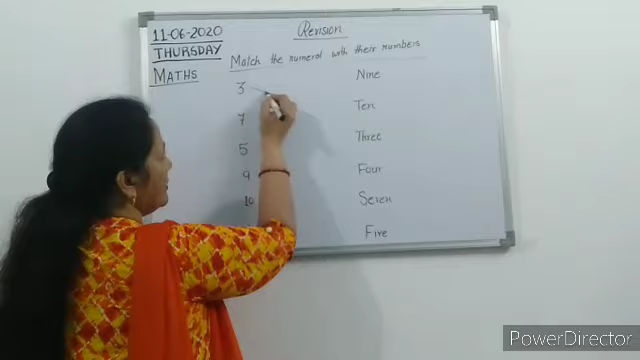 11-06-2020
THURSDAY
MATHS
Revision
Match the numeral with their numbers
3 Nine
7 Ten
5 Three
9 Four
10 Seven
Five
PowerDirector